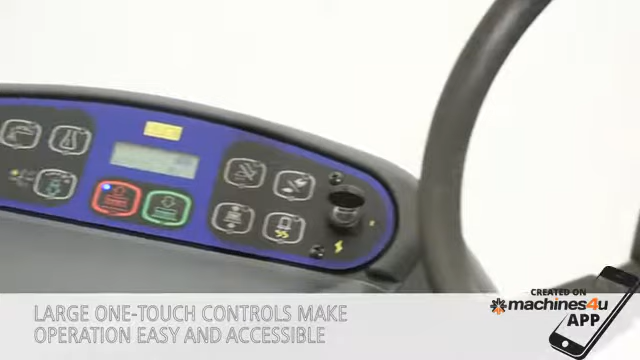 LARGE ONE-TOUCH CONTROLS MAKE
OPERATION EASY AND ACCESSIBLE
CREATED ON
machines4u
APP